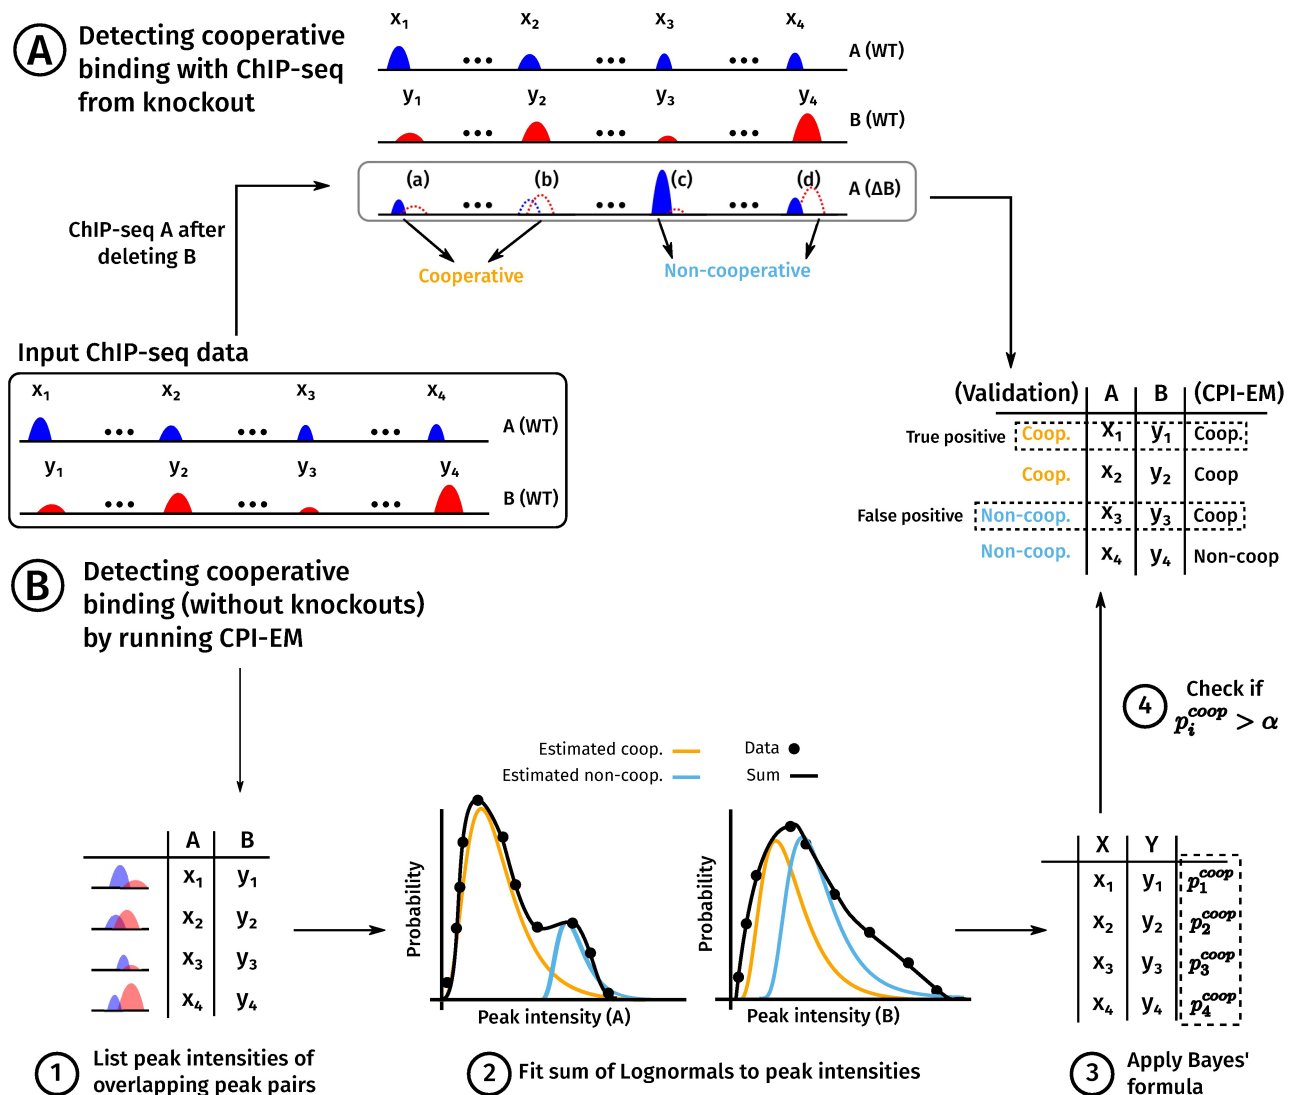 A
Detecting cooperative
binding with ChIP-seq
from knockout
x1 x2 x3 x4
A (WT)
y1 y2 y3 y4
B (WT)
(a) (b) (c) (d)
A (ΔB)
Cooperative
Non-cooperative
ChIP-seq A after
deleting B
Input ChIP-seq data
x1 x2 x3 x4
A (WT)
y1 y2 y3 y4
B (WT)
(Validation) A B (CPI-EM)
True positive Coop. x1 y1 Coop.
Coop. x2 y2 Coop
False positive Non-coop. x3 y3 Coop
Non-coop. x4 y4 Non-coop
B
Detecting cooperative
binding (without knockouts)
by running CPI-EM
A B
x1 y1
x2 y2
x3 y3
x4 y4
1
List peak intensities of
overlapping peak pairs
Estimated coop. Data
Estimated non-coop. Sum
Probability
Peak intensity (A)
Probability
Peak intensity (B)
2
Fit sum of Lognormals to peak intensities
X Y
x1 y1 p1^coop
x2 y2 p2^coop
x3 y3 p3^coop
x4 y4 p4^coop
3
Apply Bayes'
formula
4
Check if
pi^coop > α